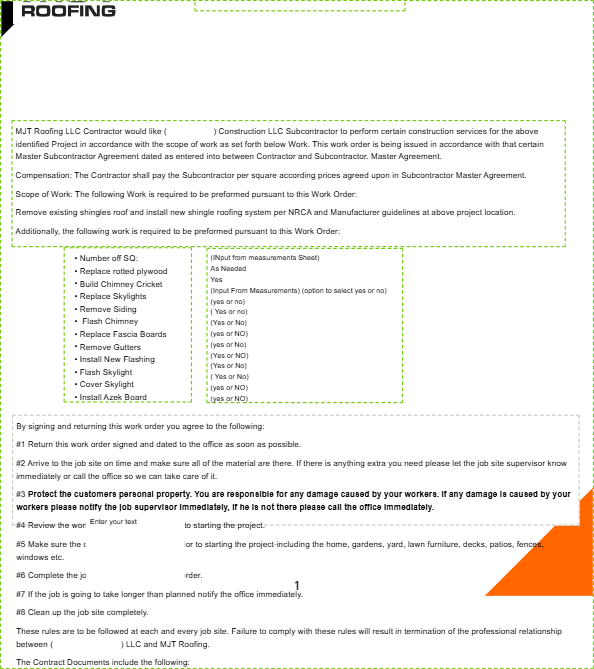 ROOFING
MJT Roofing LLC Contractor would like ( ) Construction LLC Subcontractor to perform certain construction services for the above
identified Project in accordance with the scope of work as set forth below Work. This work order is being issued in accordance with that certain
Master Subcontractor Agreement dated as entered into between Contractor and Subcontractor. Master Agreement.
Compensation: The Contractor shall pay the Subcontractor per square according prices agreed upon in Subcontractor Master Agreement.
Scope of Work: The following Work is required to be preformed pursuant to this Work Order:
Remove existing shingles roof and install new shingle roofing system per NRCA and Manufacturer guidelines at above project location.
Additionally, the following work is required to be preformed pursuant to this Work Order:
• Number off SQ:
• Replace rotted plywood
• Build Chimney Cricket
• Replace Skylights
• Remove Siding
• Flash Chimney
• Replace Fascia Boards
• Remove Gutters
• Install New Flashing
• Flash Skylight
• Cover Skylight
• Install Azek Board
(INput from measurements Sheet)
As Needed
Yes
(Input From Measurements) (option to select yes or no)
(yes or no)
( Yes or no)
(Yes or No)
(yes or NO)
(yes or No)
(Yes or NO)
(Yes or No)
( Yes or No)
(yes or NO)
(yes or NO)
By signing and returning this work order you agree to the following:
#1 Return this work order signed and dated to the office as soon as possible.
#2 Arrive to the job site on time and make sure all of the material are there. If there is anything extra you need please let the job site supervisor know
immediately or call the office so we can take care of it.
#3 Protect the customers personal property. You are responsible for any damage caused by your workers. If any damage is caused by your
workers please notify the job supervisor immediately, if he is not there please call the office immediately.
#4 Review the wor Enter your text to starting the project.
#5 Make sure the or to starting the project-including the home, gardens, yard, lawn furniture, decks, patios, fences,
windows etc.
#6 Complete the jo rder.
1
#7 If the job is going to take longer than planned notify the office immediately.
#8 Clean up the job site completely.
These rules are to be followed at each and every job site. Failure to comply with these rules will result in termination of the professional relationship
between ( ) LLC and MJT Roofing.
The Contract Documents include the following: